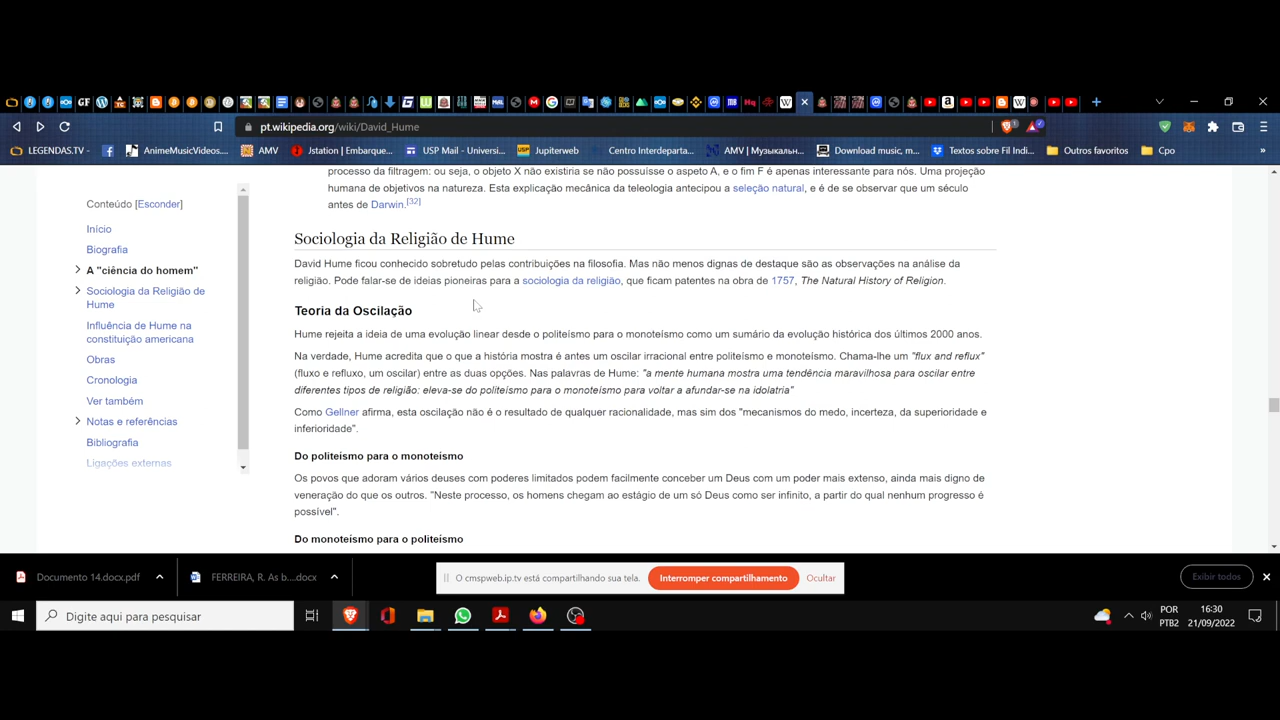 pt.wikipedia.org/wiki/David_Hume
LEGENDAS.TV
AnimeMusicVideos...
AMV
Jstation | Embarque...
USP Mail - Universi...
Jupiterweb
Centro Interdeparta...
AMV | Музыкальн...
Download music, m...
Textos sobre Fil Indi...
Outros favoritos
Cpo
»
processo da filtragem: ou seja, o objeto X não existiria se não possuísse o aspeto A, e o fim F é apenas interessante para nós. Uma projeção
humana de objetivos na natureza. Esta explicação mecânica da teleologia antecipou a seleção natural, e é de se observar que um século
antes de Darwin.[32]
Conteúdo [Esconder]
Início
Biografia
A "ciência do homem"
Sociologia da Religião de
Hume
Influência de Hume na
constituição americana
Obras
Cronologia
Ver também
Notas e referências
Bibliografia
Ligações externas
Sociologia da Religião de Hume
David Hume ficou conhecido sobretudo pelas contribuições na filosofia. Mas não menos dignas de destaque são as observações na análise da
religião. Pode falar-se de ideias pioneiras para a sociologia da religião, que ficam patentes na obra de 1757, The Natural History of Religion.
Teoria da Oscilação
Hume rejeita a ideia de uma evolução linear desde o politeísmo para o monoteísmo como um sumário da evolução histórica dos últimos 2000 anos.
Na verdade, Hume acredita que o que a história mostra é antes um oscilar irracional entre politeísmo e monoteísmo. Chama-lhe um "flux and reflux"
(fluxo e refluxo, um oscilar) entre as duas opções. Nas palavras de Hume: "a mente humana mostra uma tendência maravilhosa para oscilar entre
diferentes tipos de religião: eleva-se do politeísmo para o monoteísmo para voltar a afundar-se na idolatria"
Como Gellner afirma, esta oscilação não é o resultado de qualquer racionalidade, mas sim dos "mecanismos do medo, incerteza, da superioridade e
inferioridade".
Do politeísmo para o monoteísmo
Os povos que adoram vários deuses com poderes limitados podem facilmente conceber um Deus com um poder mais extenso, ainda mais digno de
veneração do que os outros. "Neste processo, os homens chegam ao estágio de um só Deus como ser infinito, a partir do qual nenhum progresso é
possível".
Do monoteísmo para o politeísmo
Documento 14.docx.pdf
FERREIRA, R. As b....docx
O cmspweb.ip.tv está compartilhando sua tela.
Interromper compartilhamento
Ocultar
Exibir todos
Digite aqui para pesquisar
POR
PTB2
16:30
21/09/2022